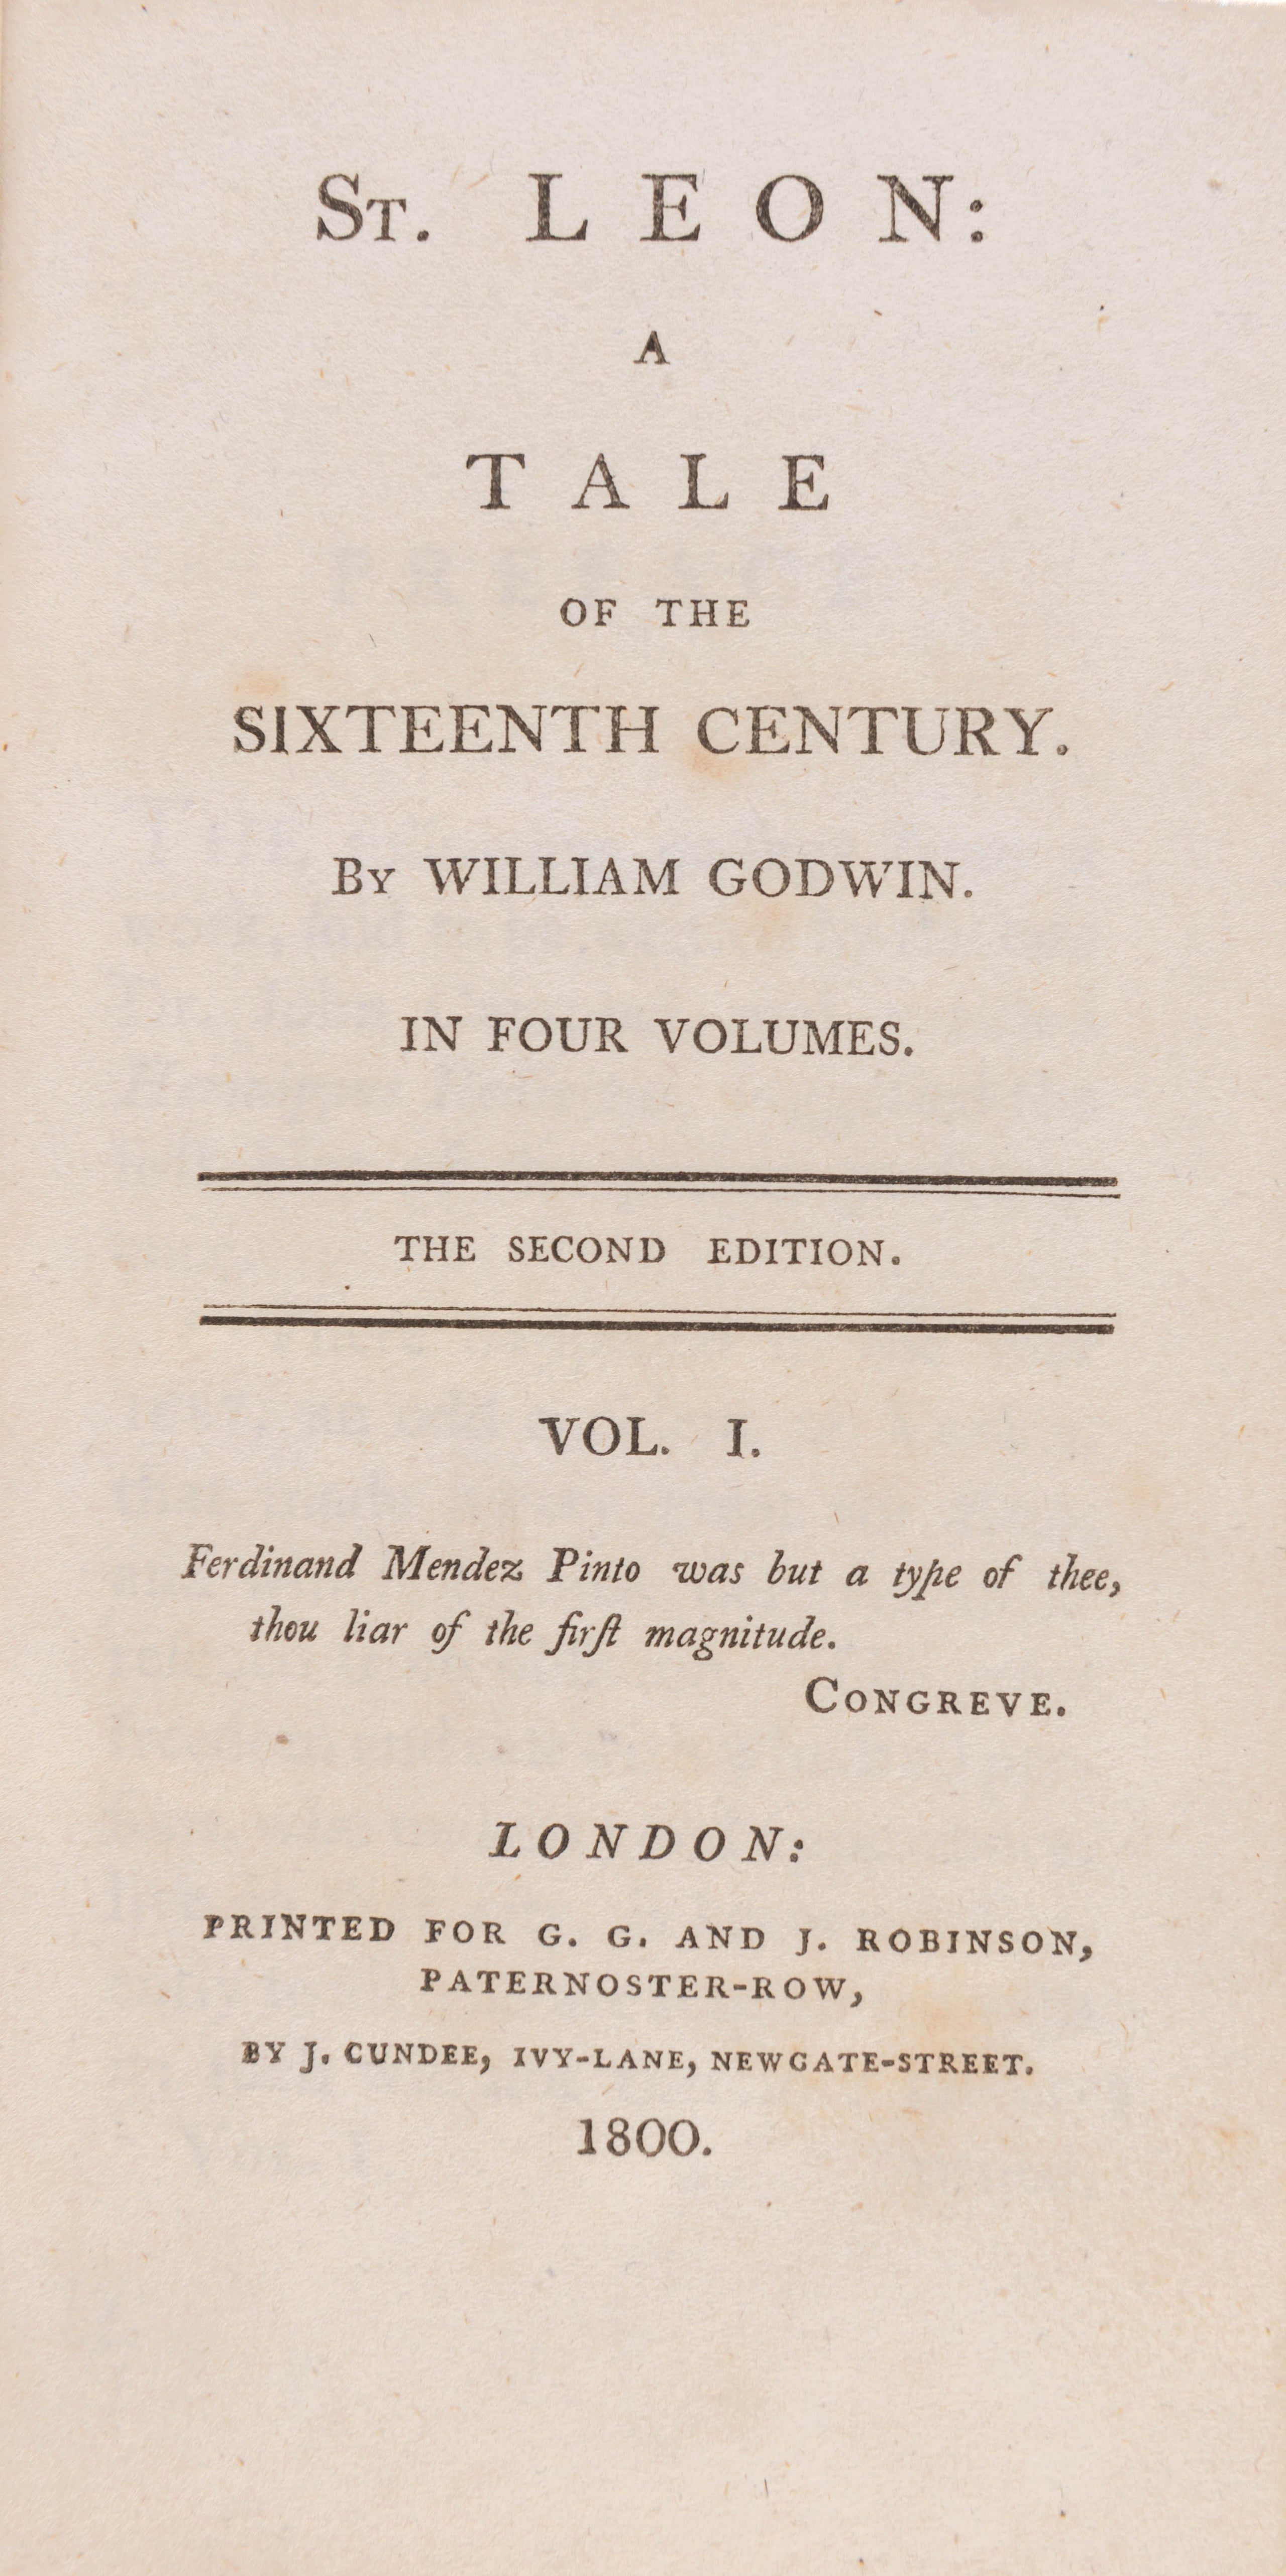 St. LEON:
A
TALE
OF THE
SIXTEENTH CENTURY.
By WILLIAM GODWIN.
IN FOUR VOLUMES.
THE SECOND EDITION.
VOL. I.
Ferdinand Mendez Pinto was but a type of thee,
thou liar of the firſt magnitude.
CONGREVE.
LONDON:
PRINTED FOR G. G. AND J. ROBINSON,
PATERNOSTER-ROW,
BY J. CUNDEE, IVY-LANE, NEWGATE-STREET.
1800.